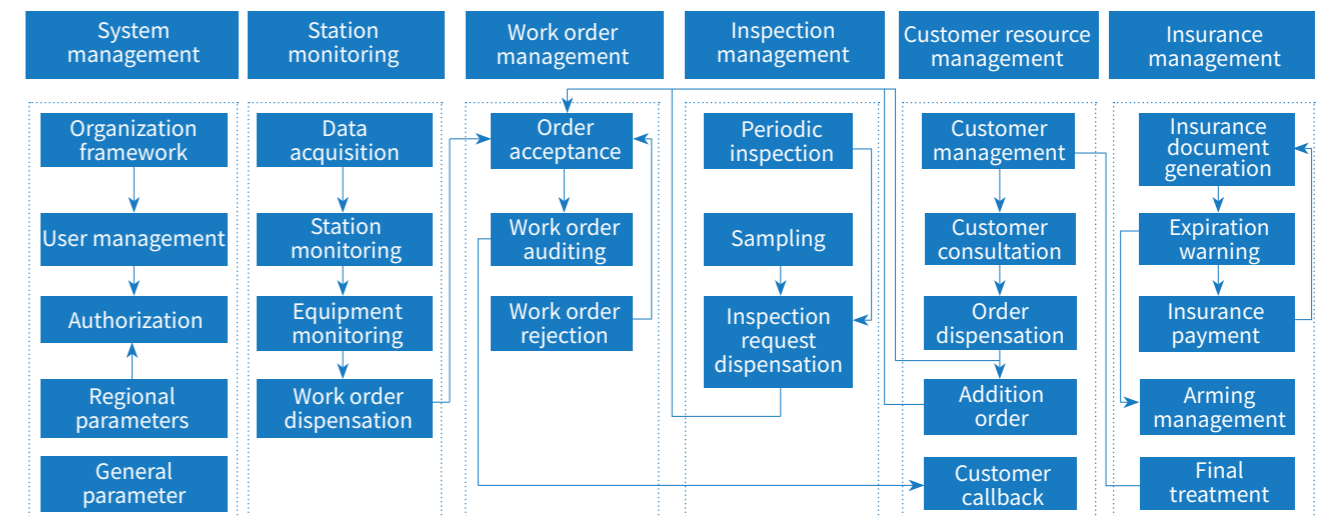 System
management
Station
monitoring
Work order
management
Inspection
management
Customer resource
management
Insurance
management
Organization
framework
User management
Authorization
Regional
parameters
General
parameter
Data
acquisition
Station
monitoring
Equipment
monitoring
Work order
dispensation
Order
acceptance
Work order
auditing
Work order
rejection
Periodic
inspection
Sampling
Inspection
request
dispensation
Customer
management
Customer
consultation
Order
dispensation
Addition
order
Customer
callback
Insurance
document
generation
Expiration
warning
Insurance
payment
Arming
management
Final
treatment